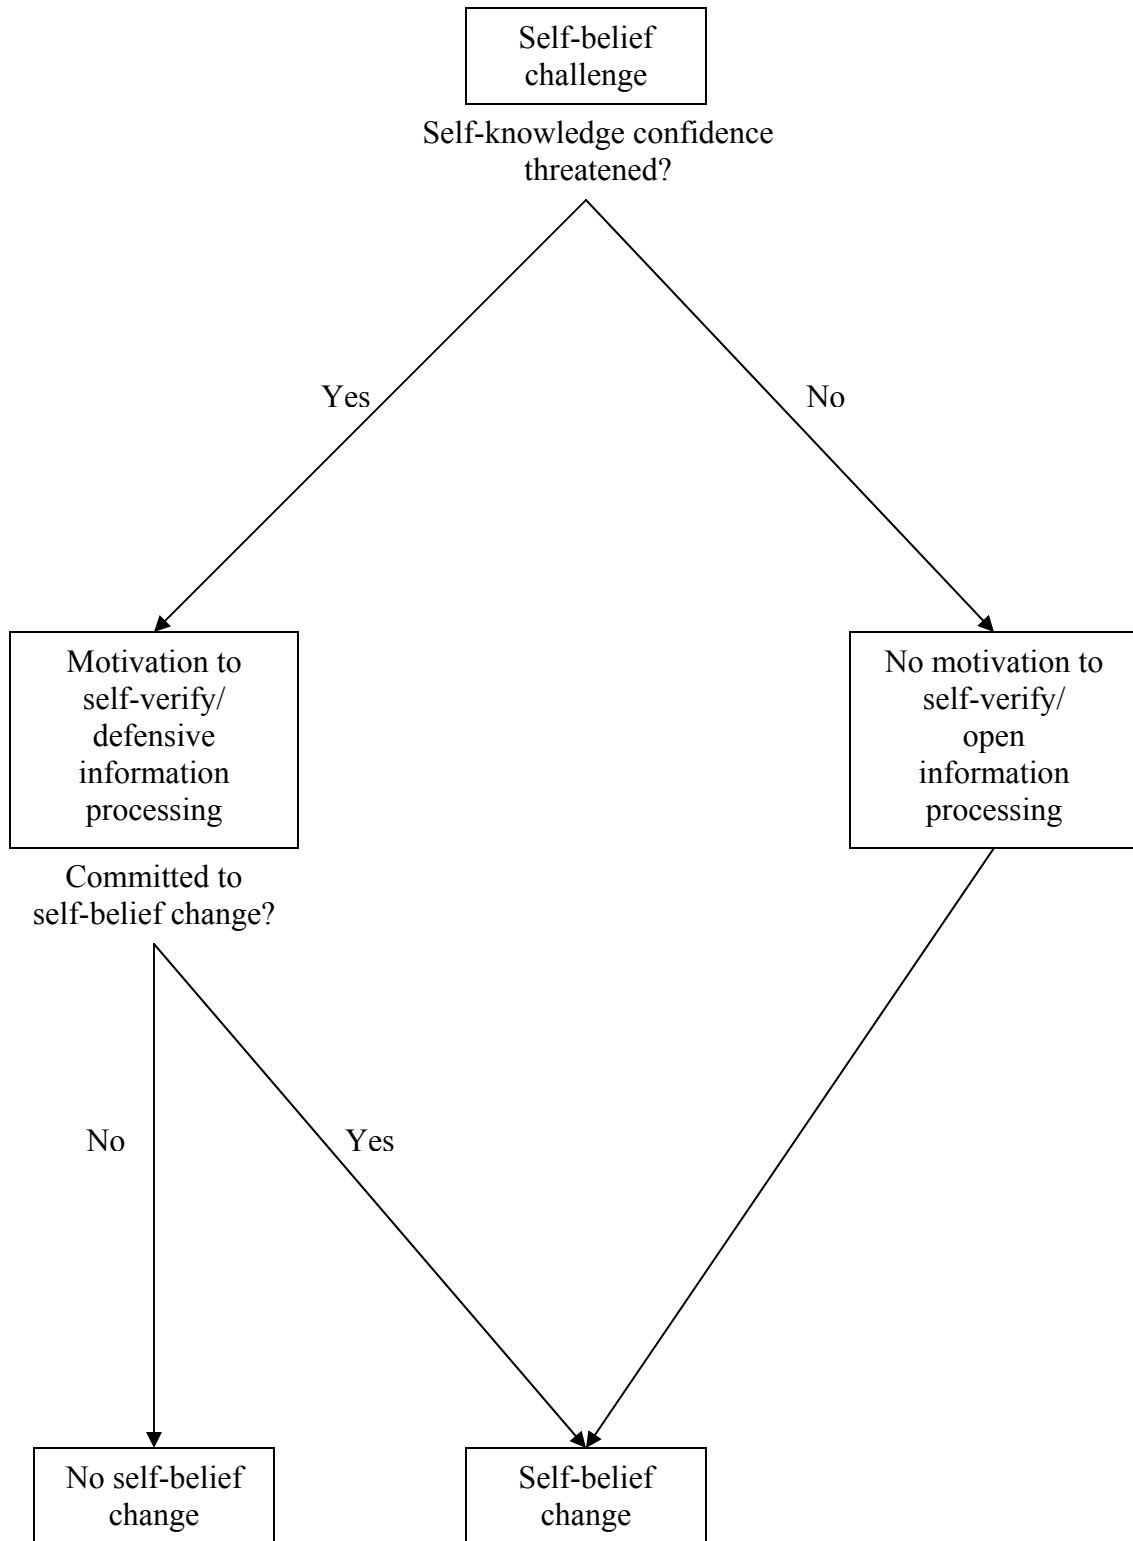 Self-belief
challenge
Self-knowledge confidence
threatened?
Yes
No
Motivation to
self-verify/
defensive
information
processing
No motivation to
self-verify/
open
information
processing
Committed to
self-belief change?
No
Yes
No self-belief
change
Self-belief
change